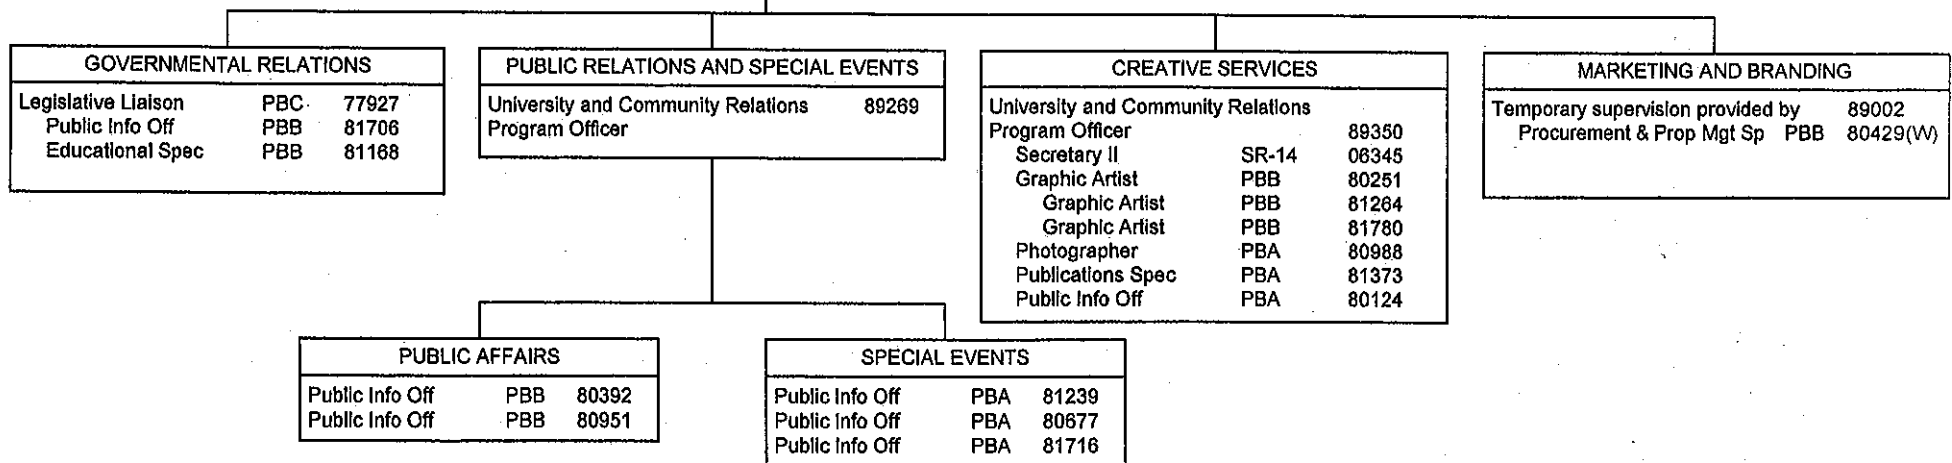 GOVERNMENTAL RELATIONS
Legislative Liaison PBC 77927
Public Info Off PBB 81706
Educational Spec PBB 81168
PUBLIC RELATIONS AND SPECIAL EVENTS
University and Community Relations 89269
Program Officer
CREATIVE SERVICES
University and Community Relations
Program Officer 89350
Secretary II SR-14 06345
Graphic Artist PBB 80251
Graphic Artist PBB 81264
Graphic Artist PBB 81780
Photographer PBA 80988
Publications Spec PBA 81373
Public Info Off PBA 80124
MARKETING AND BRANDING
Temporary supervision provided by 89002
Procurement & Prop Mgt Sp PBB 80429(W)
PUBLIC AFFAIRS
Public Info Off PBB 80392
Public Info Off PBB 80951
SPECIAL EVENTS
Public Info Off PBA 81239
Public Info Off PBA 80677
Public Info Off PBA 81716